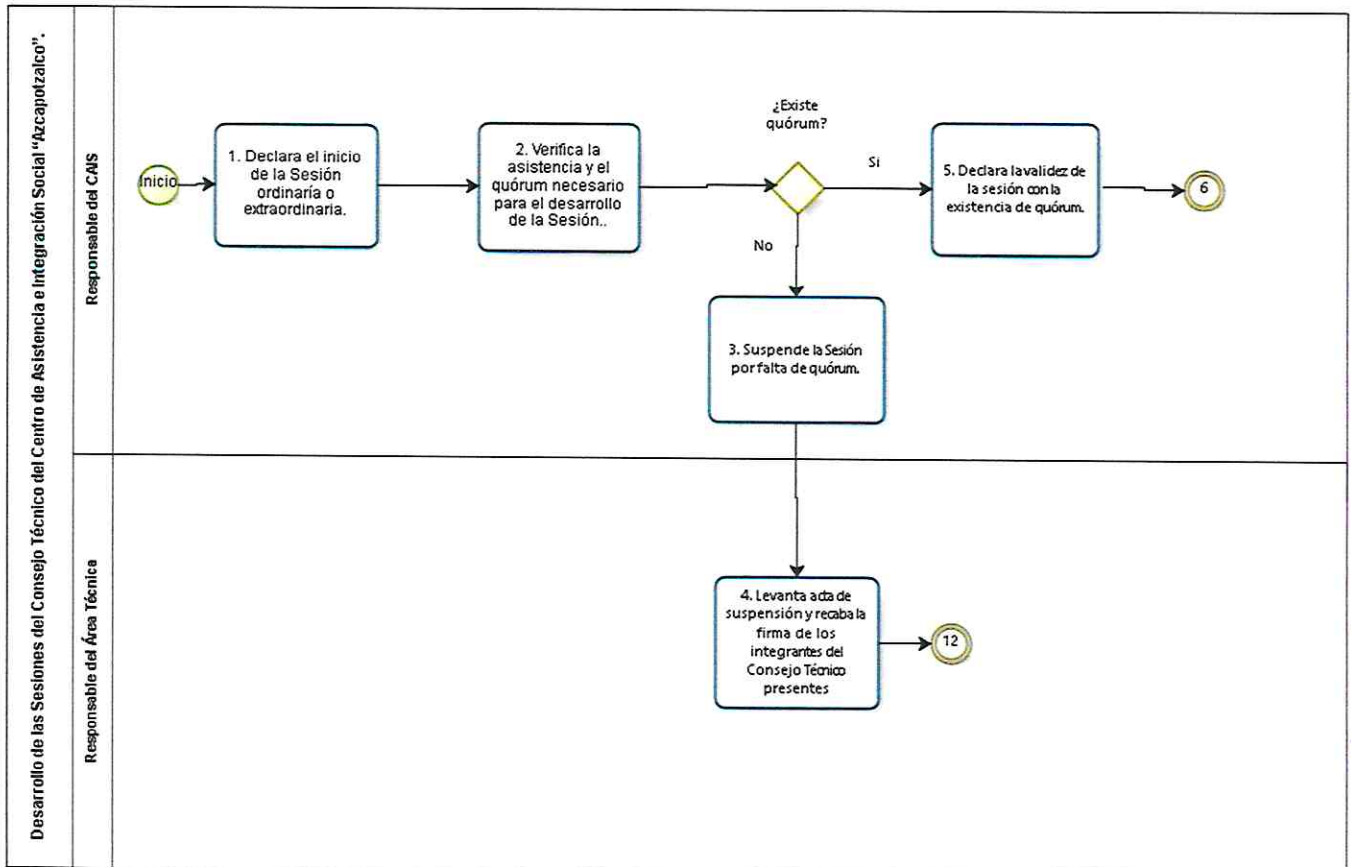 Desarrollo de las Sesiones del Consejo Técnico del Centro de Asistencia e Integración Social "Azcapotzalco".
Responsable del CAIS
Inicio
1. Declara el inicio
de la Sesión
ordinaría o
extraordinaria.
2. Verifica la
asistencia y el
quórum necesario
para el desarrollo
de la Sesión..
¿Existe
quórum?
Si
5. Declara la validez de
la sesión con la
existencia de quórum.
6
No
3. Suspende la Sesión
por falta de quórum.
Responsable del Área Técnica
4. Levanta acta de
suspensión y recaba la
firma de los
integrantes del
Consejo Técnico
presentes
12